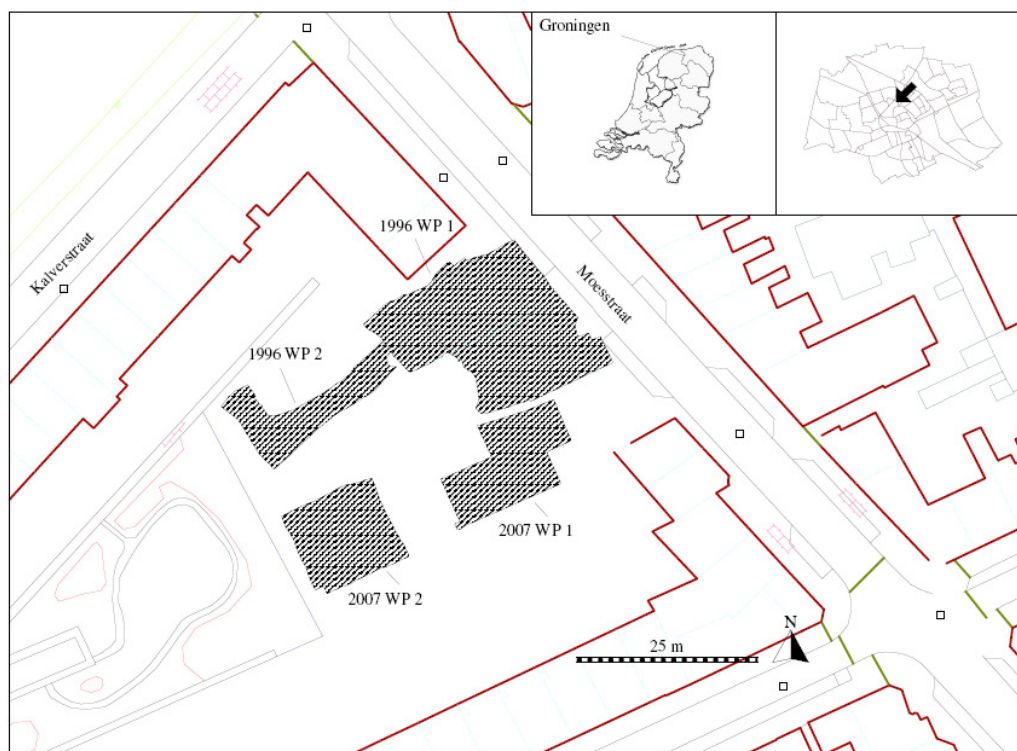 Groningen
1996 WP 1
Kalverstraat
Moesstraat
1996 WP 2
2007 WP 1
2007 WP 2
N
25 m